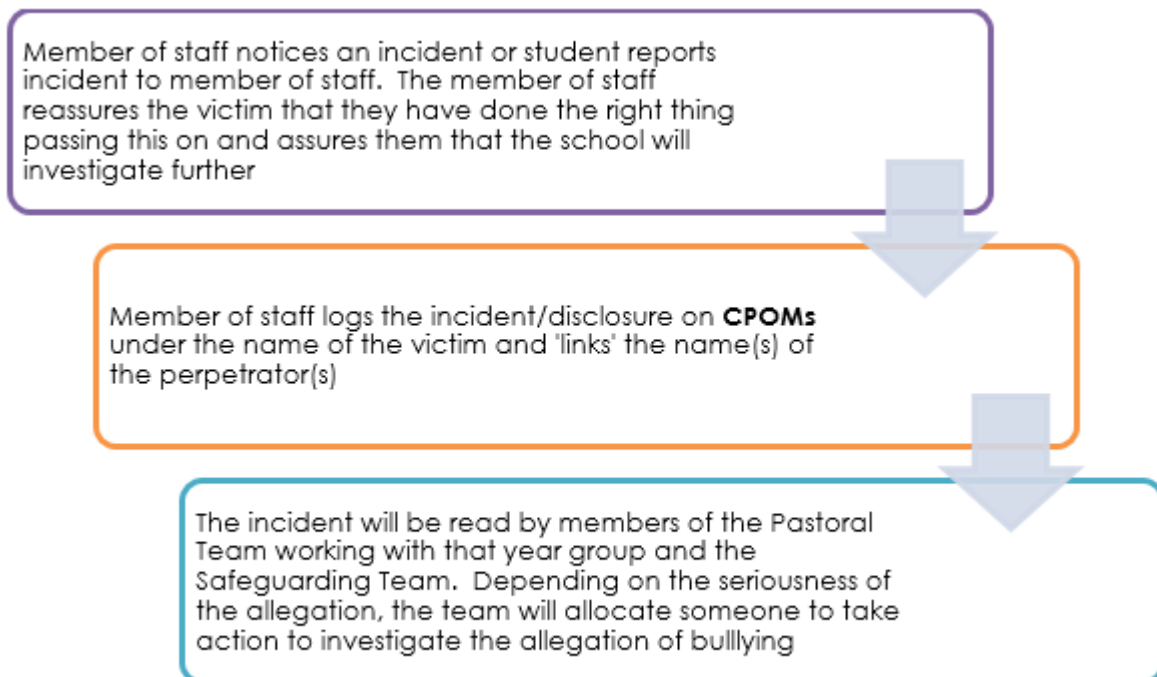 Member of staff notices an incident or student reports
incident to member of staff.  The member of staff
reassures the victim that they have done the right thing
passing this on and assures them that the school will
investigate further
Member of staff logs the incident/disclosure on CPOMs
under the name of the victim and 'links' the name(s) of
the perpetrator(s)
The incident will be read by members of the Pastoral
Team working with that year group and the
Safeguarding Team.  Depending on the seriousness of
the allegation, the team will allocate someone to take
action to investigate the allegation of bulllying